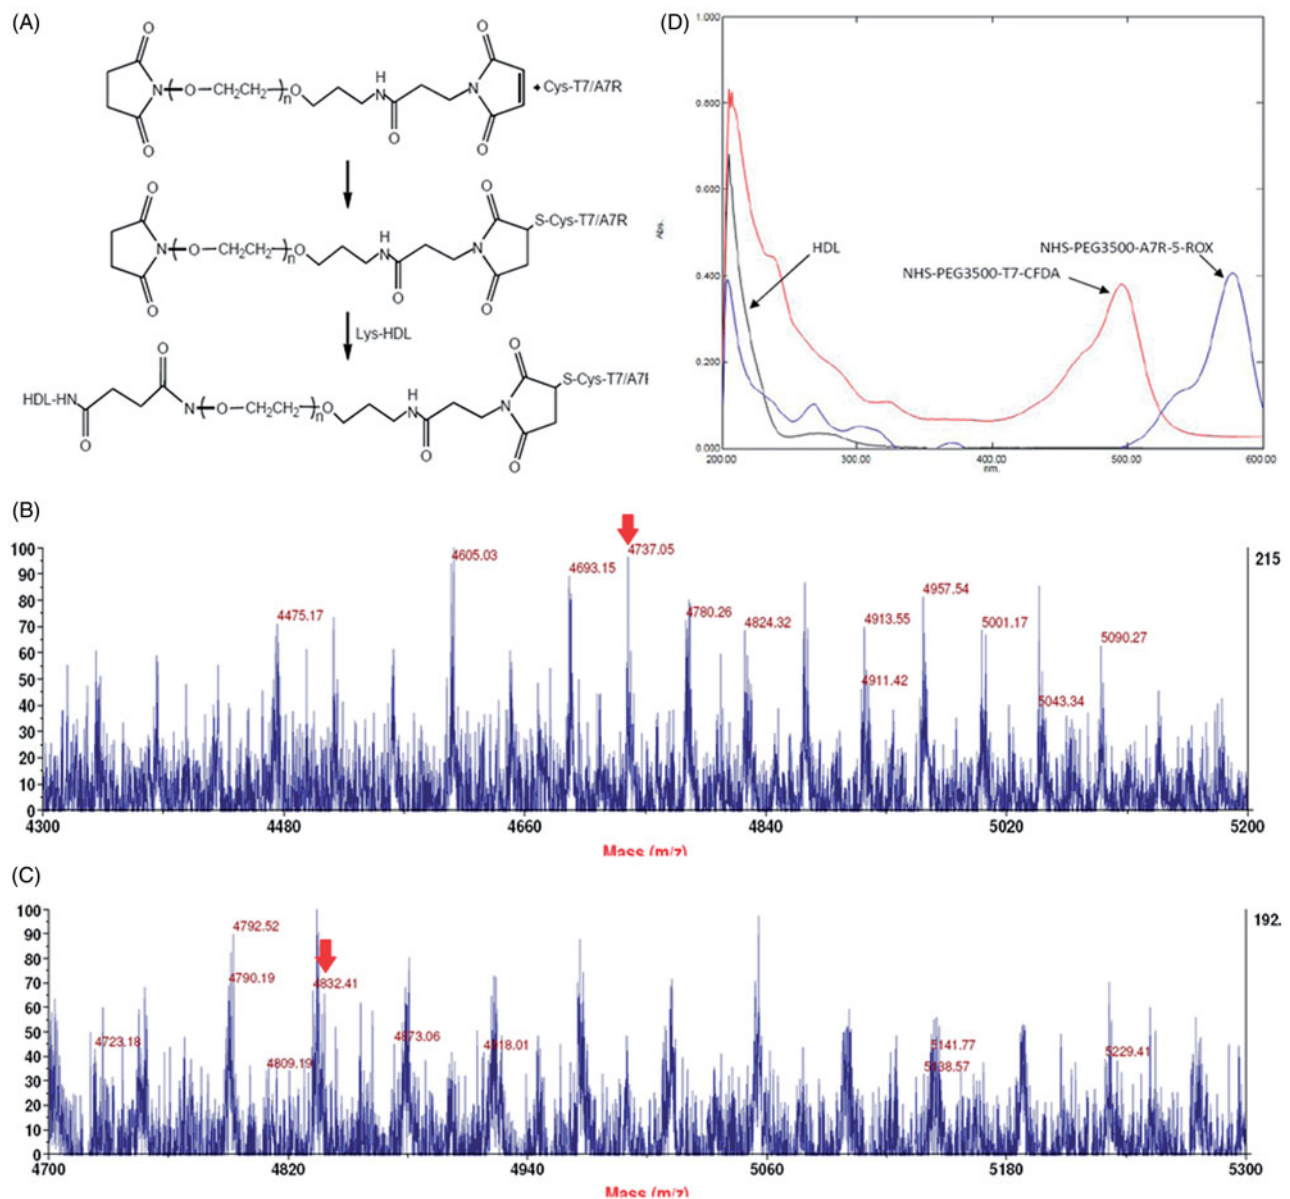 (A)
O
O
N
O
CH₂CH₂
n
O
H
N
O
N
O
O
+ Cys-T7/A7R
O
O
N
O
CH₂CH₂
n
O
H
N
O
N
O
O
S-Cys-T7/A7R
Lys-HDL
HDL-HN
O
O
N
O
CH₂CH₂
n
O
H
N
O
N
O
O
S-Cys-T7/A7R
(D)
1.000
0.800
0.600
0.400
0.200
0.000
Abs.
HDL
NHS-PEG3500-A7R-5-ROX
NHS-PEG3500-T7-CFDA
200.00 300.00 400.00 500.00 600.00
nm.
(B)
100
90
80
70
60
50
40
30
20
10
0
4475.17
4605.03
4693.15
4737.05
4780.26
4824.32
4913.55
4911.42
4957.54
5001.17
5043.34
5090.27
215
4300 4480 4660 4840 5020 5200
Mass (m/z)
(C)
100
90
80
70
60
50
40
30
20
10
0
4723.18
4792.52
4790.19
4809.19
4832.41
4873.06
4918.01
5141.77
5138.57
5229.41
192.
4700 4820 4940 5060 5180 5300
Mass (m/z)